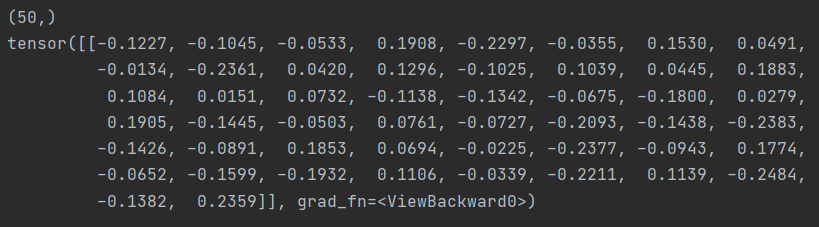 (50,)
tensor([[-0.1227, -0.1045, -0.0533,  0.1908, -0.2297, -0.0355,  0.1530,  0.0491,
         -0.0134, -0.2361,  0.0420,  0.1296, -0.1025,  0.1039,  0.0445,  0.1883,
          0.1084,  0.0151,  0.0732, -0.1138, -0.1342, -0.0675, -0.1800,  0.0279,
          0.1905, -0.1445, -0.0503,  0.0761, -0.0727, -0.2093, -0.1438, -0.2383,
         -0.1426, -0.0891,  0.1853,  0.0694, -0.0225, -0.2377, -0.0943,  0.1774,
         -0.0652, -0.1599, -0.1932,  0.1106, -0.0339, -0.2211,  0.1139, -0.2484,
         -0.1382,  0.2359]], grad_fn=<ViewBackward0>)